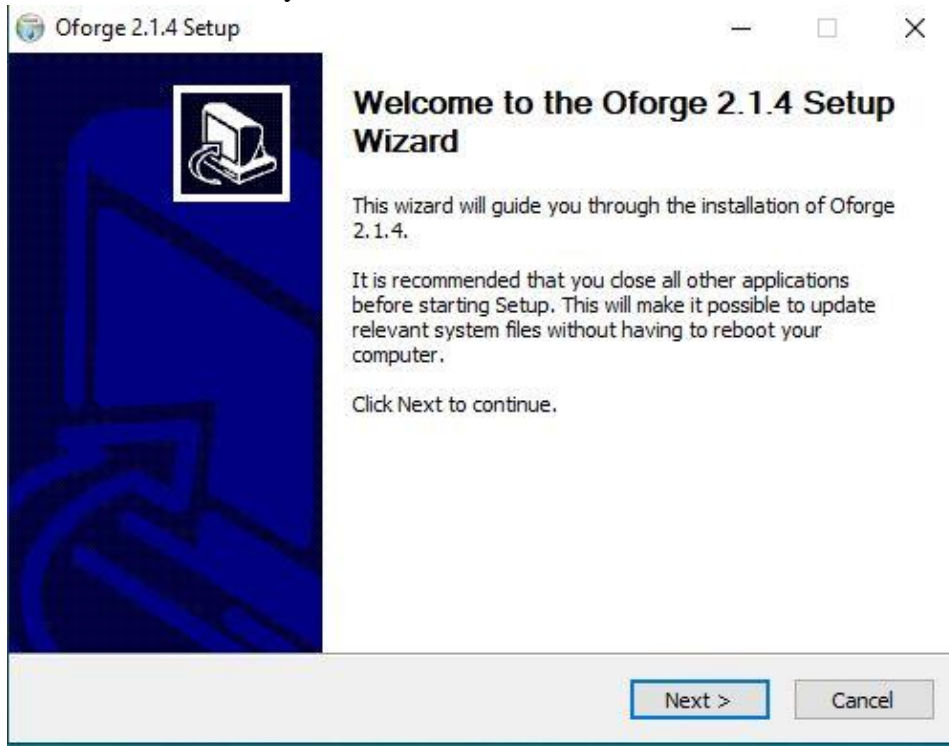 Oforge 2.1.4 Setup
Welcome to the Oforge 2.1.4 Setup
Wizard
This wizard will guide you through the installation of Oforge
2.1.4.
It is recommended that you close all other applications
before starting Setup. This will make it possible to update
relevant system files without having to reboot your
computer.
Click Next to continue.
Next >
Cancel